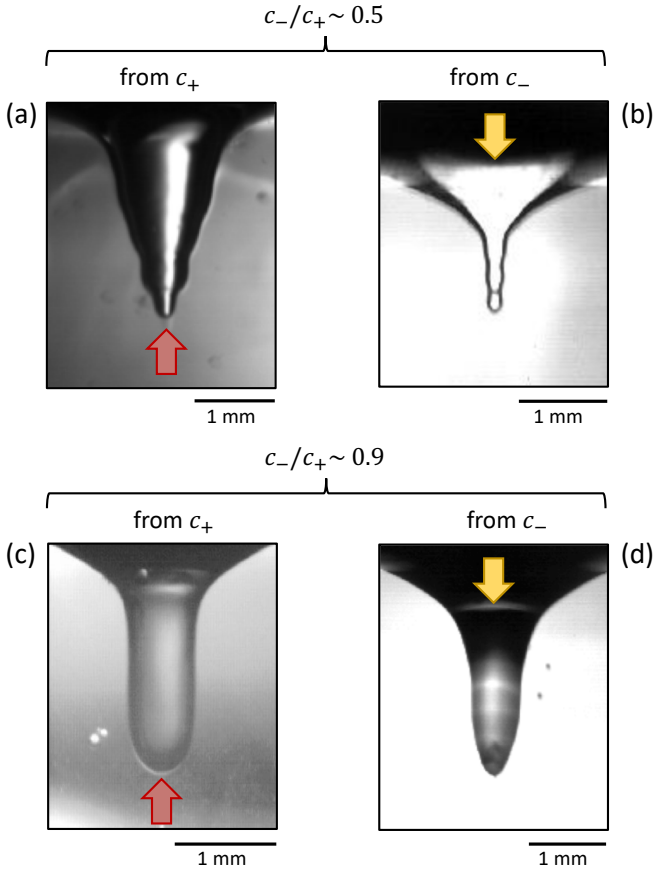 c₋/c₊ ~ 0.5
from c₊
from c₋
(a)
(b)
1 mm
1 mm
c₋/c₊ ~ 0.9
from c₊
from c₋
(c)
(d)
1 mm
1 mm